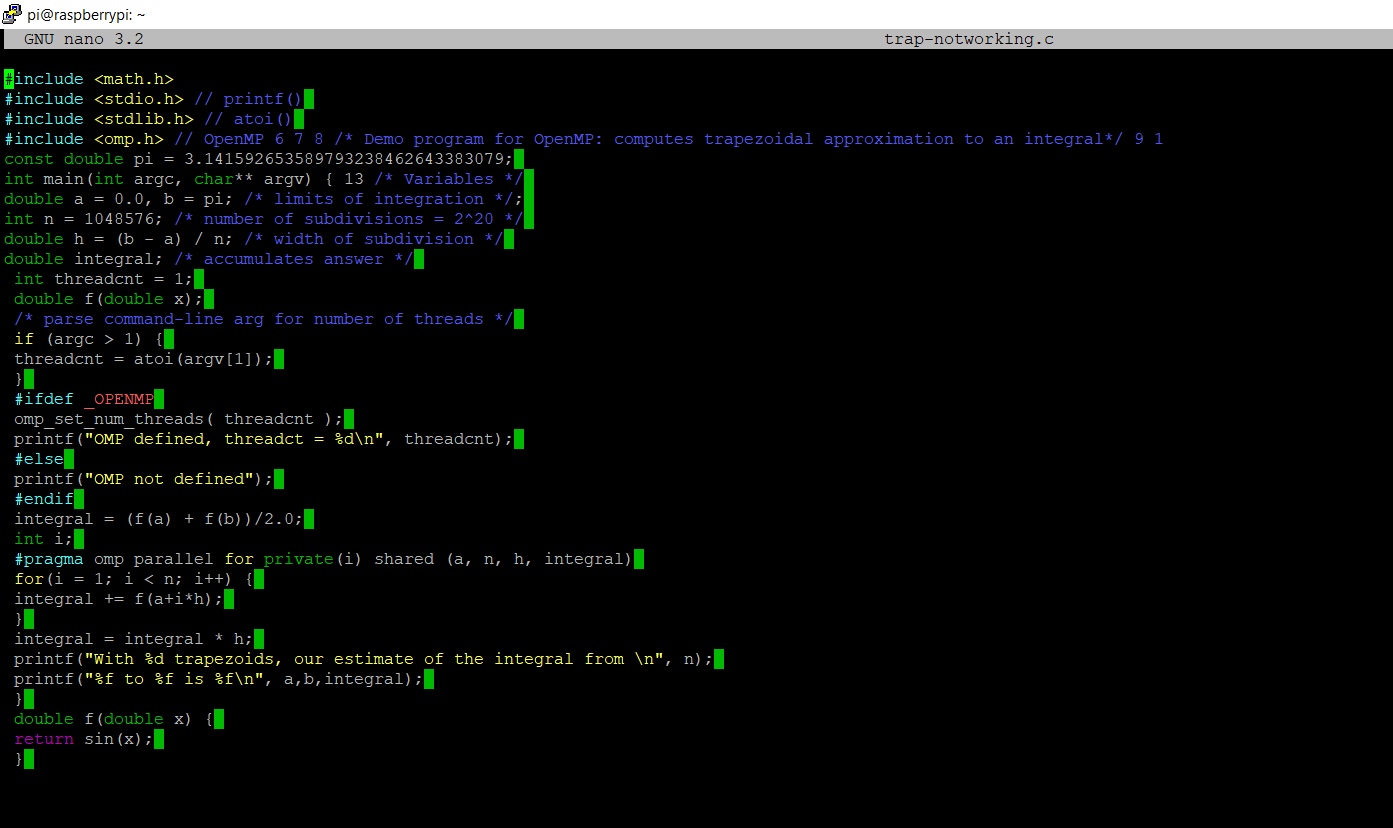 pi@raspberrypi: ~
GNU nano 3.2 trap-notworking.c
#include <math.h>
#include <stdio.h> // printf()
#include <stdlib.h> // atoi()
#include <omp.h> // OpenMP 6 7 8 /* Demo program for OpenMP: computes trapezoidal approximation to an integral*/ 9 1
const double pi = 3.141592653589793238462643383079;
int main(int argc, char** argv) { 13 /* Variables */
double a = 0.0, b = pi; /* limits of integration */;
int n = 1048576; /* number of subdivisions = 2^20 */
double h = (b - a) / n; /* width of subdivision */
double integral; /* accumulates answer */
int threadcnt = 1;
double f(double x);
/* parse command-line arg for number of threads */
if (argc > 1) {
threadcnt = atoi(argv[1]);
}
#ifdef _OPENMP
omp_set_num_threads( threadcnt );
printf("OMP defined, threadct = %d\n", threadcnt);
#else
printf("OMP not defined");
#endif
integral = (f(a) + f(b))/2.0;
int i;
#pragma omp parallel for private(i) shared (a, n, h, integral)
for(i = 1; i < n; i++) {
integral += f(a+i*h);
}
integral = integral * h;
printf("With %d trapezoids, our estimate of the integral from \n", n);
printf("%f to %f is %f\n", a,b,integral);
}
double f(double x) {
return sin(x);
}